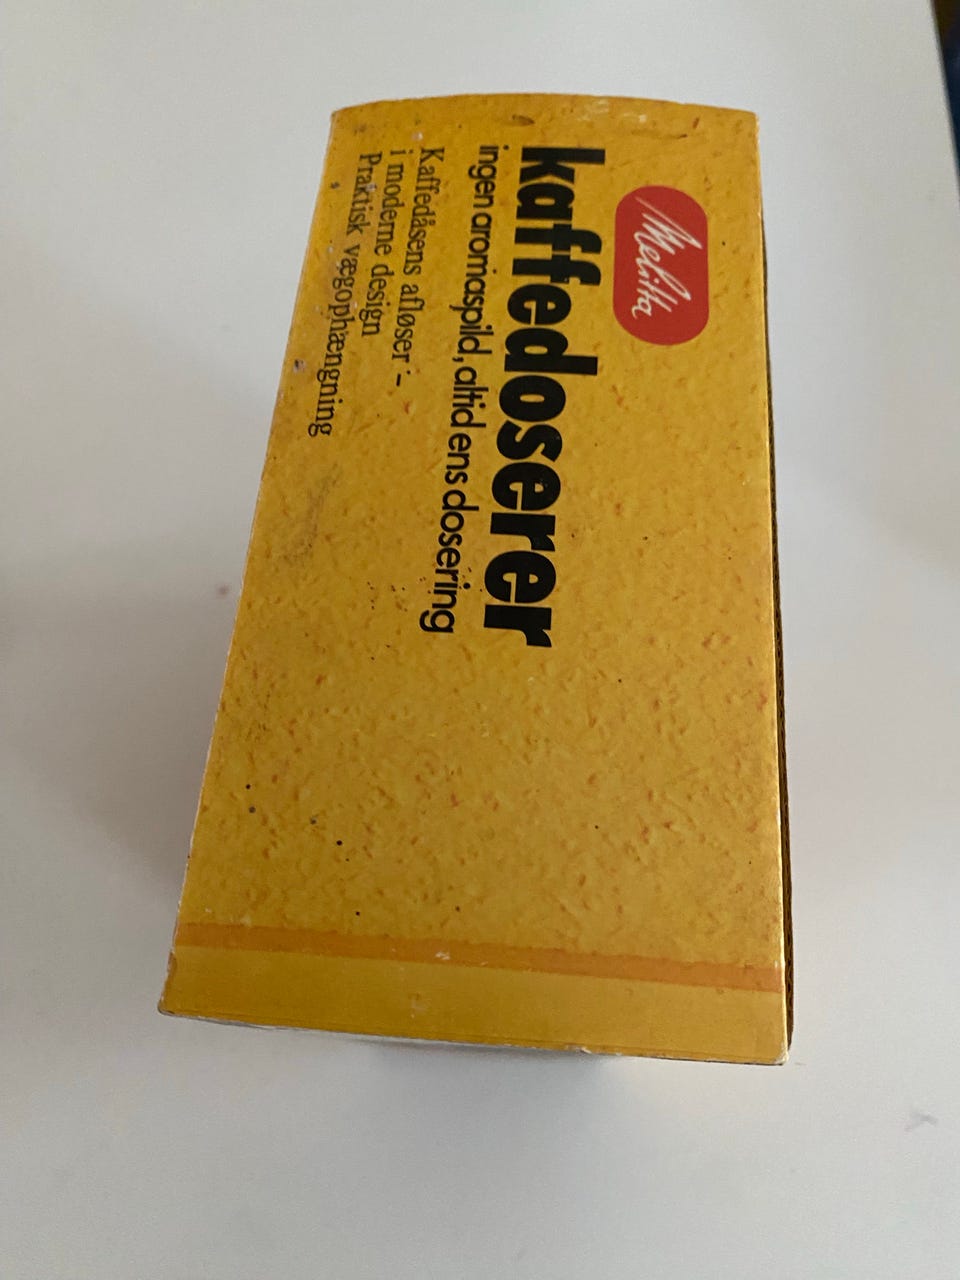 Melitta
kaffedoserer
ingen aromaspild, altid ens dosering
Kaffedåsens afløser -
i moderne design
Praktisk vægophængning